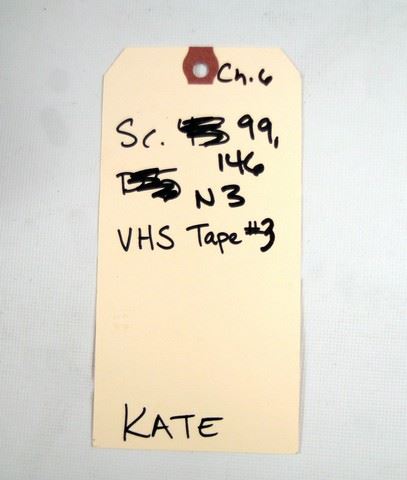 Ch. 6
Sc. 99,
146
N3
VHS Tape #3
KATE